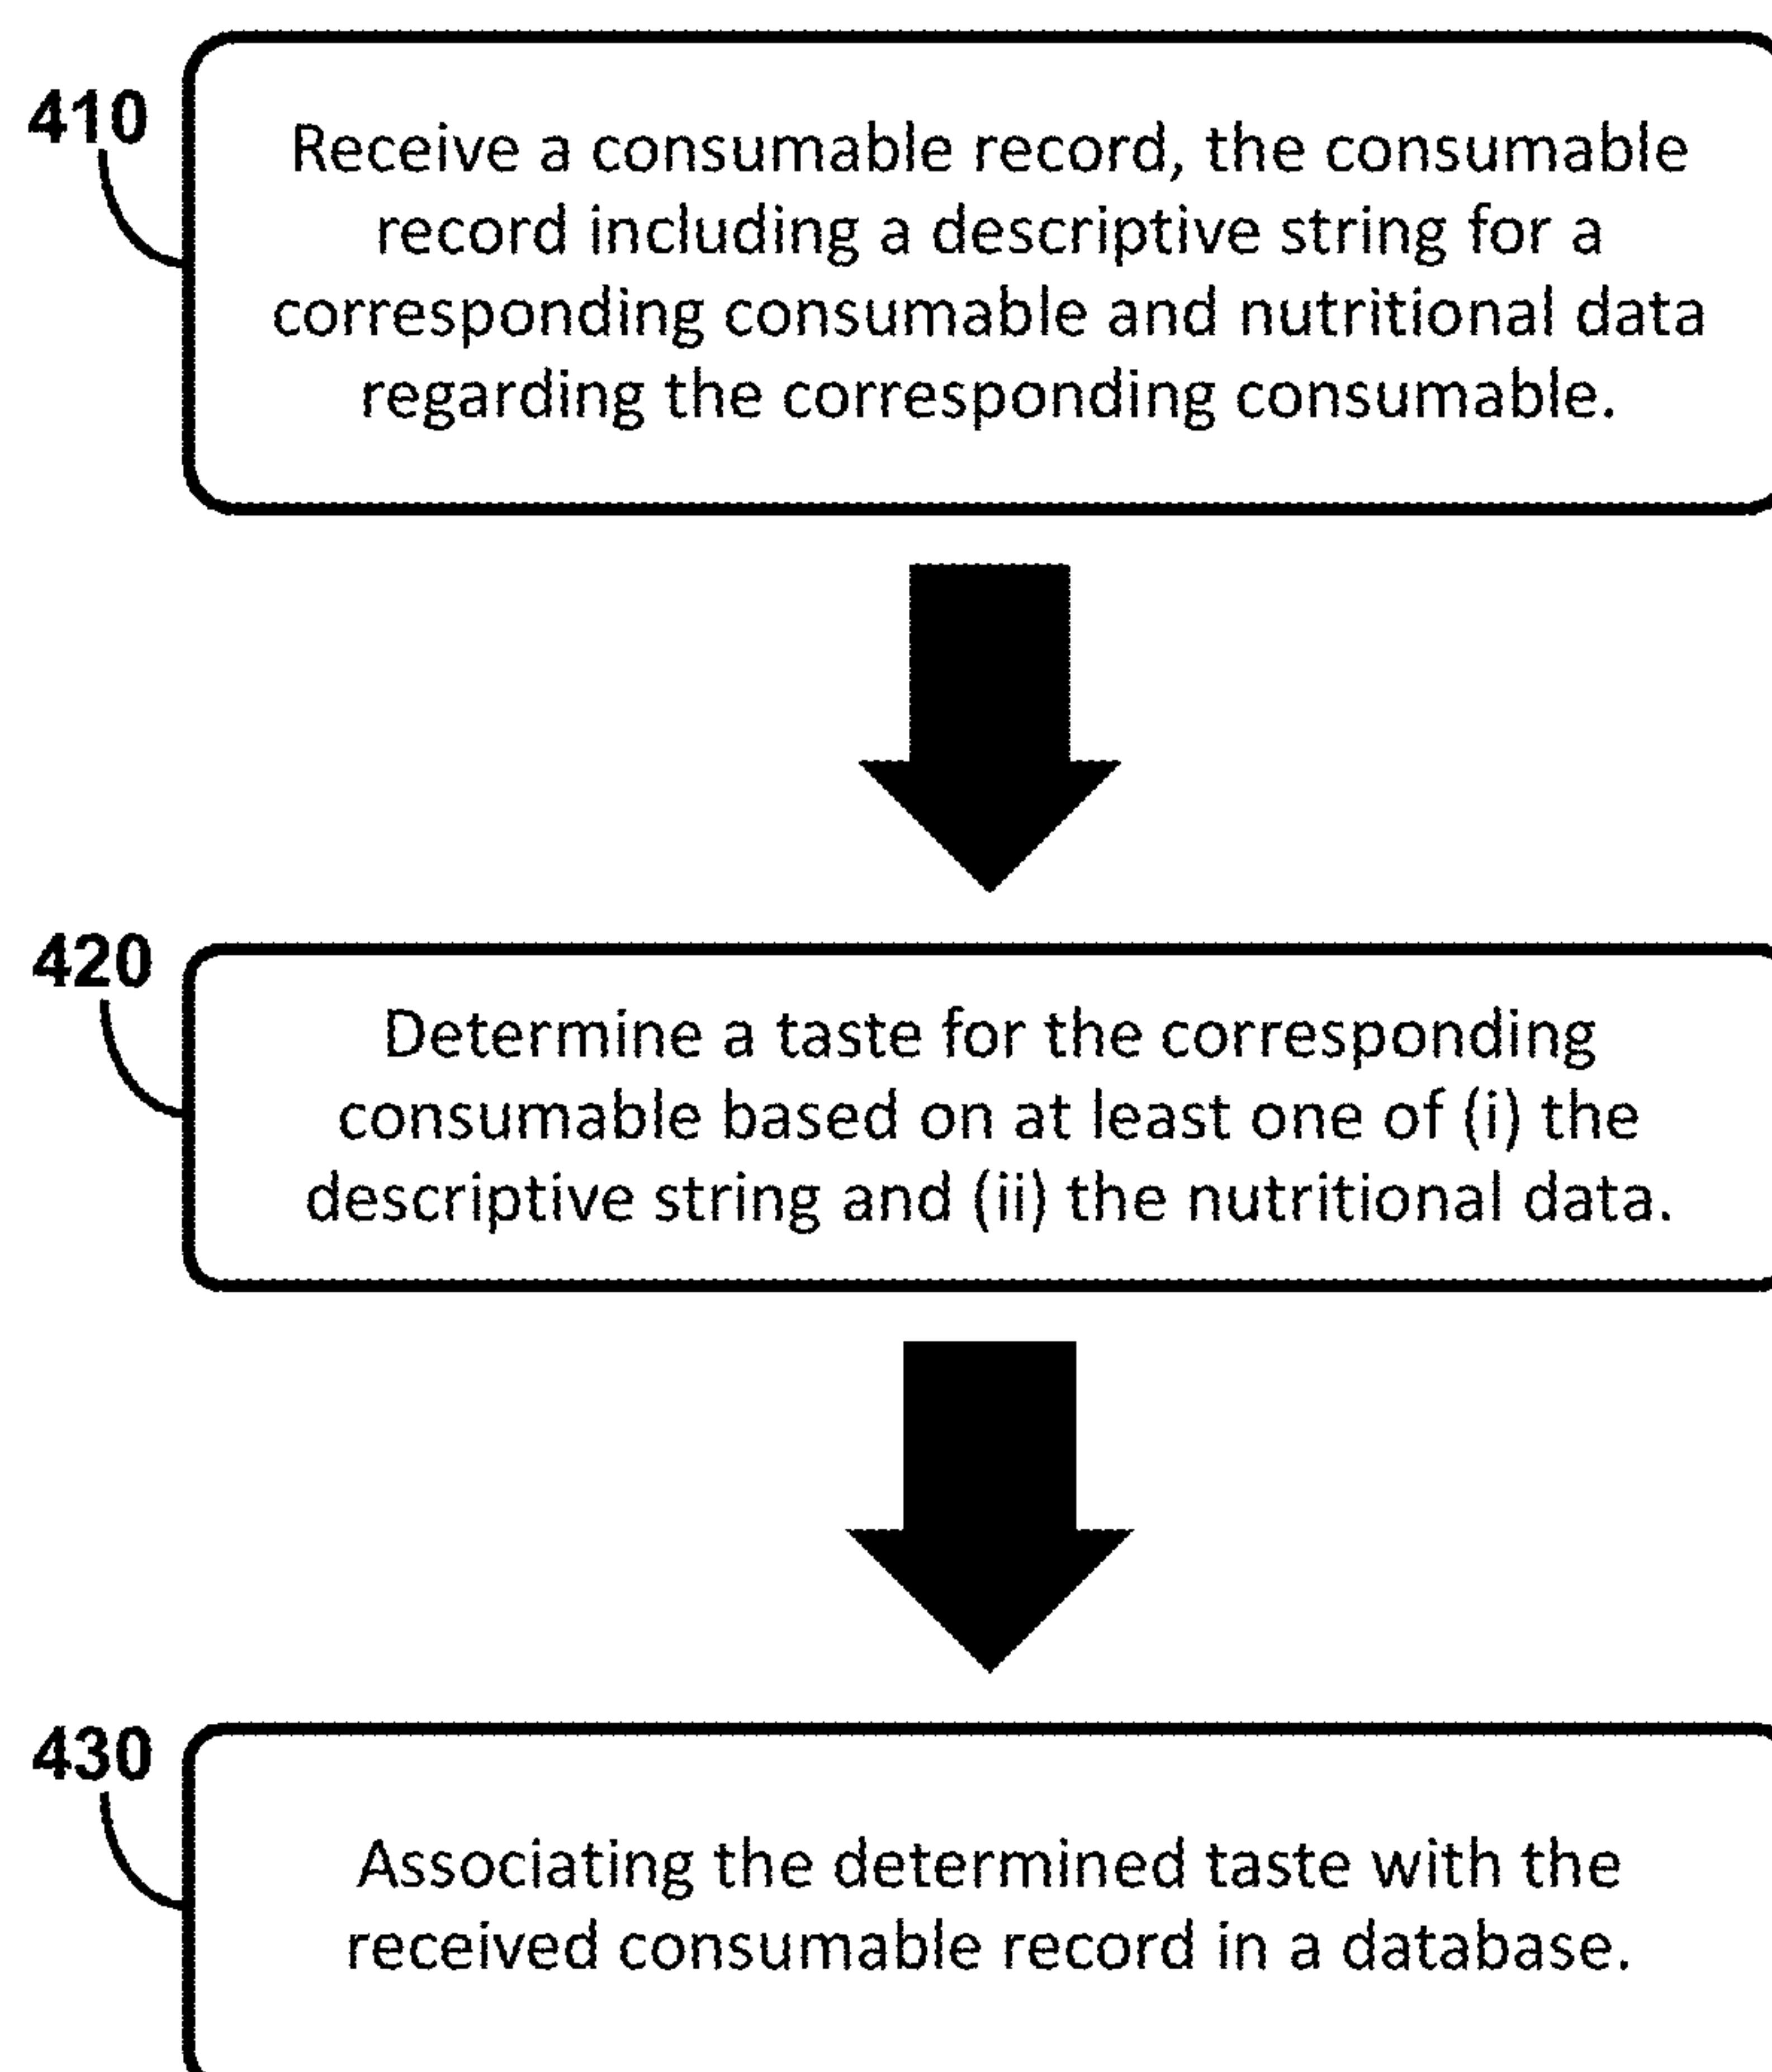 410
Receive a consumable record, the consumable
record including a descriptive string for a
corresponding consumable and nutritional data
regarding the corresponding consumable.
420
Determine a taste for the corresponding
consumable based on at least one of (i) the
descriptive string and (ii) the nutritional data.
430
Associating the determined taste with the
received consumable record in a database.